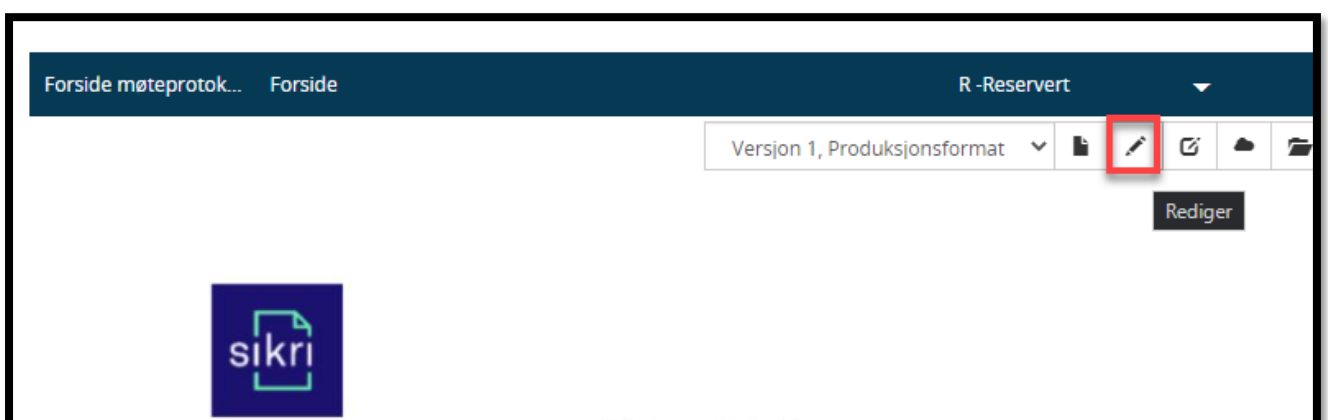 Forside møteprotok... Forside R -Reservert
Versjon 1, Produksjonsformat
Rediger
sikri